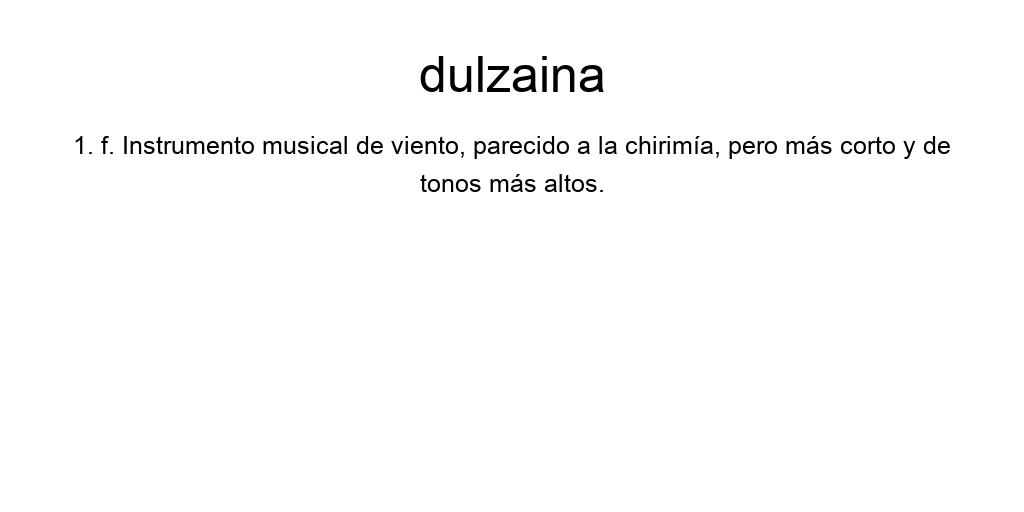 dulzaina
1. f. Instrumento musical de viento, parecido a la chirimía, pero más corto y de
tonos más altos.